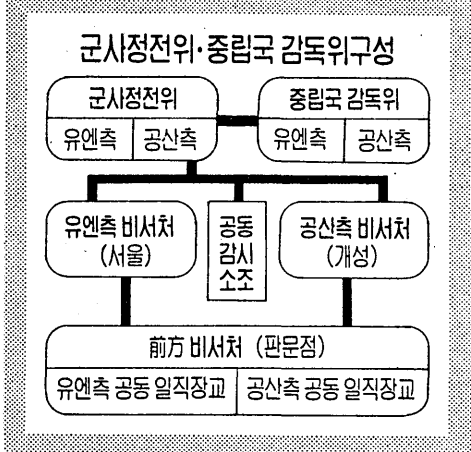 군사정전위·중립국 감독위구성
군사정전위
유엔측 공산측
중립국 감독위
유엔측 공산측
유엔측 비서처
(서울)
공동
감시
소조
공산측 비서처
(개성)
前方 비서처 (판문점)
유엔측 공동 일직장교 공산측 공동 일직장교